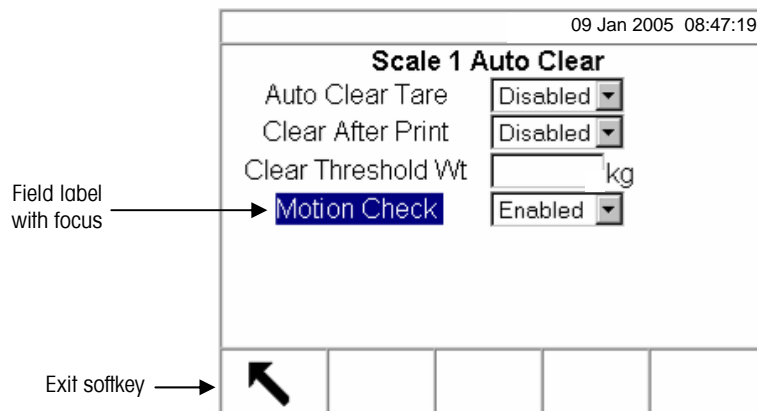 09 Jan 2005 08:47:19
Scale 1 Auto Clear
Auto Clear Tare Disabled
Clear After Print Disabled
Clear Threshold Wt kg
Field label
with focus
Motion Check Enabled
Exit softkey